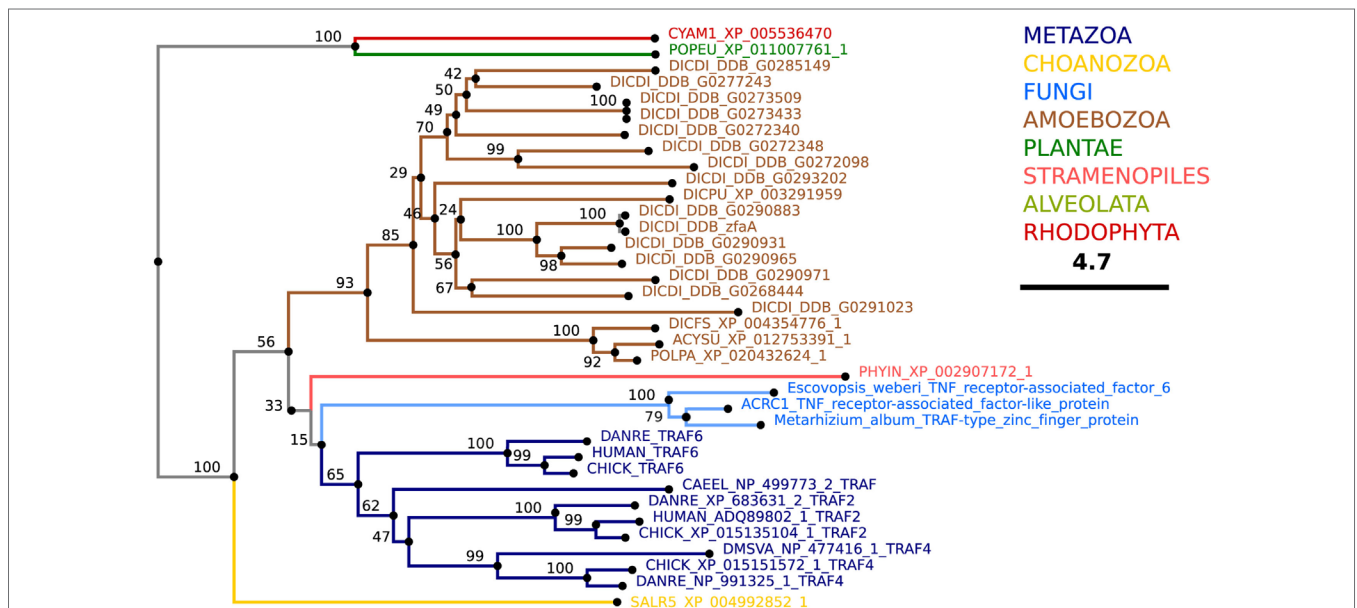 CYAM1_XP_005536470
POPEU_XP_011007761_1
DICDI_DDB_G0285149
DICDI_DDB_G0277243
DICDI_DDB_G0273509
DICDI_DDB_G0273433
DICDI_DDB_G0272340
DICDI_DDB_G0272348
DICDI_DDB_G0272098
DICDI_DDB_G0293202
DICPU_XP_003291959
DICDI_DDB_G0290883
DICDI_DDB_zfaA
DICDI_DDB_G0290931
DICDI_DDB_G0290965
DICDI_DDB_G0290971
DICDI_DDB_G0268444
DICDI_DDB_G0291023
DICFS_XP_004354776_1
ACYSU_XP_012753391_1
POLPA_XP_020432624_1
PHYIN_XP_002907172_1
Escovopsis_weberi_TNF_receptor-associated_factor_6
ACRC1_TNF_receptor-associated_factor-like_protein
Metarhizium_album_TRAF-type_zinc_finger_protein
DANRE_TRAF6
HUMAN_TRAF6
CHICK_TRAF6
CAEEL_NP_499773_2_TRAF
DANRE_XP_683631_2_TRAF2
HUMAN_ADQ89802_1_TRAF2
CHICK_XP_015135104_1_TRAF2
DMSVA_NP_477416_1_TRAF4
CHICK_XP_015151572_1_TRAF4
DANRE_NP_991325_1_TRAF4
SALR5_XP_004992852_1
100
42
50
100
49
70
99
29
46
24
100
100
85
56
98
67
93
100
92
56
100
33
79
15
100
99
65
100
62
100
99
47
99
100
METAZOA
CHOANOZOA
FUNGI
AMOEBOZOA
PLANTAE
STRAMENOPILES
ALVEOLATA
RHODOPHYTA
4.7